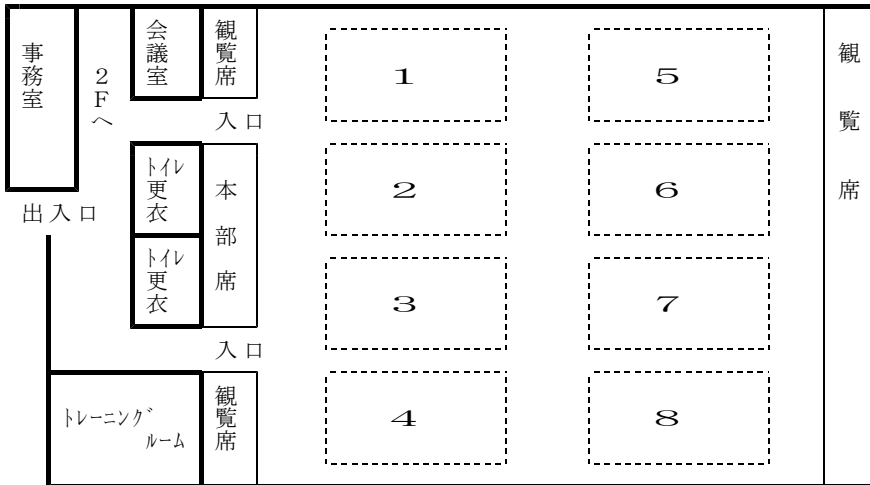 事務室
2Fへ
会議室
観覧席
1
5
観覧席
入口
トイレ
更衣
本部席
2
6
出入口
トイレ
更衣
3
7
入口
トレーニング
ルーム
観覧席
4
8